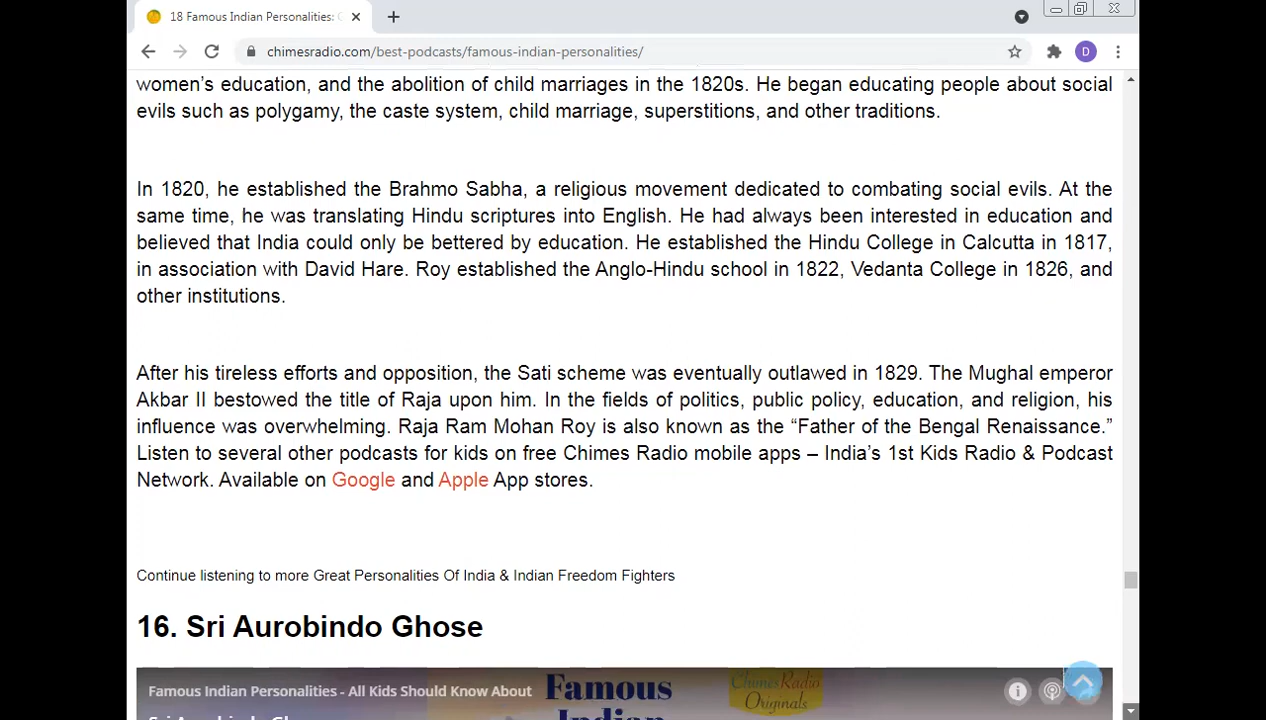 18 Famous Indian Personalities:
chimesradio.com/best-podcasts/famous-indian-personalities/
D
women's education, and the abolition of child marriages in the 1820s. He began educating people about social
evils such as polygamy, the caste system, child marriage, superstitions, and other traditions.
In 1820, he established the Brahmo Sabha, a religious movement dedicated to combating social evils. At the
same time, he was translating Hindu scriptures into English. He had always been interested in education and
believed that India could only be bettered by education. He established the Hindu College in Calcutta in 1817,
in association with David Hare. Roy established the Anglo-Hindu school in 1822, Vedanta College in 1826, and
other institutions.
After his tireless efforts and opposition, the Sati scheme was eventually outlawed in 1829. The Mughal emperor
Akbar II bestowed the title of Raja upon him. In the fields of politics, public policy, education, and religion, his
influence was overwhelming. Raja Ram Mohan Roy is also known as the “Father of the Bengal Renaissance.”
Listen to several other podcasts for kids on free Chimes Radio mobile apps – India's 1st Kids Radio & Podcast
Network. Available on Google and Apple App stores.
Continue listening to more Great Personalities Of India & Indian Freedom Fighters
16. Sri Aurobindo Ghose
Famous Indian Personalities - All Kids Should Know About
Famous
ChimesRadio
Originals
Sri Aurobindo
Indian